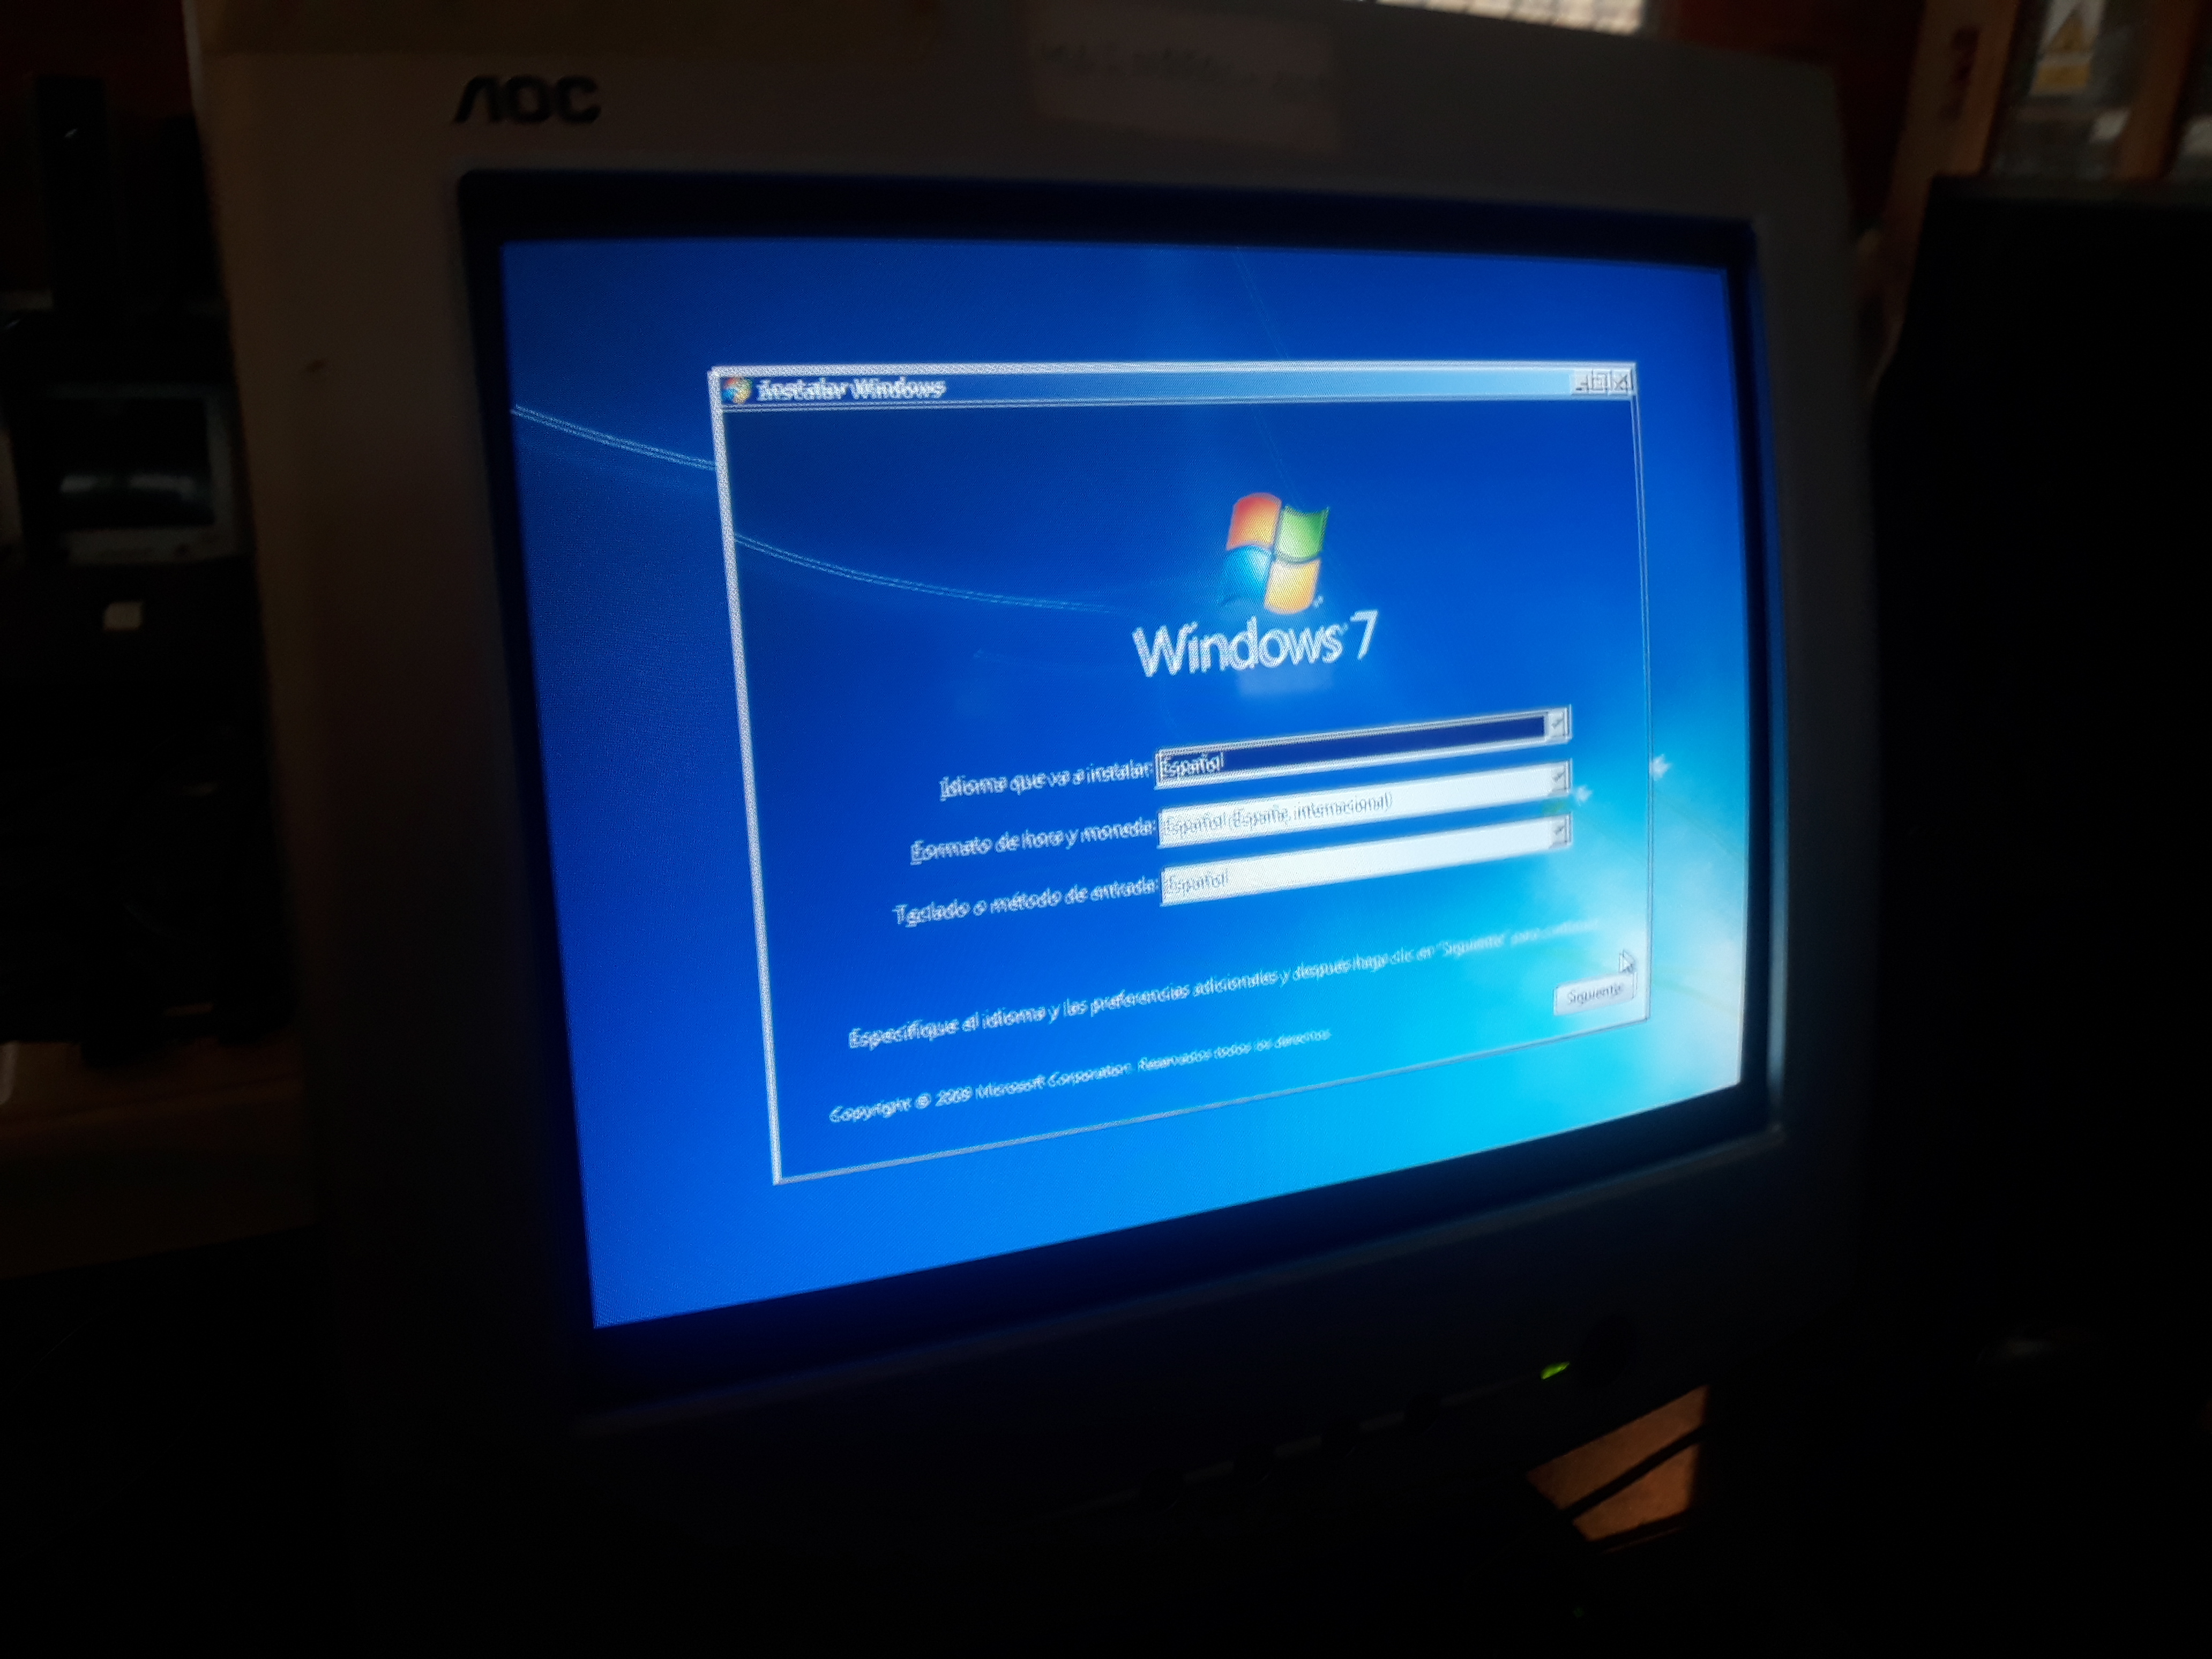 AOC
Instalar Windows
Windows 7
Idioma que va a instalar: Español
Formato de hora y moneda: Español (España, internacional)
Teclado o método de entrada: Español
Especifique el idioma y las preferencias adicionales y después haga clic en "Siguiente" para continuar.
Siguiente
Copyright © 2009 Microsoft Corporation. Reservados todos los derechos.